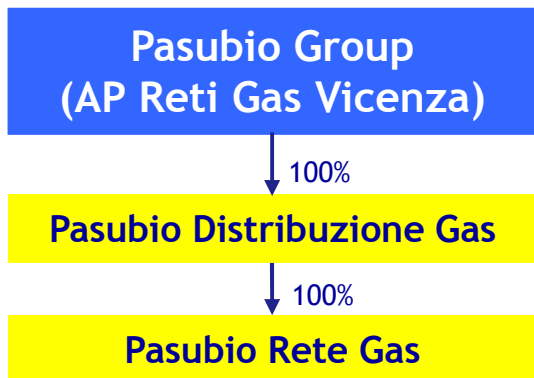 Pasubio Group
(AP Reti Gas Vicenza)
100%
Pasubio Distribuzione Gas
100%
Pasubio Rete Gas